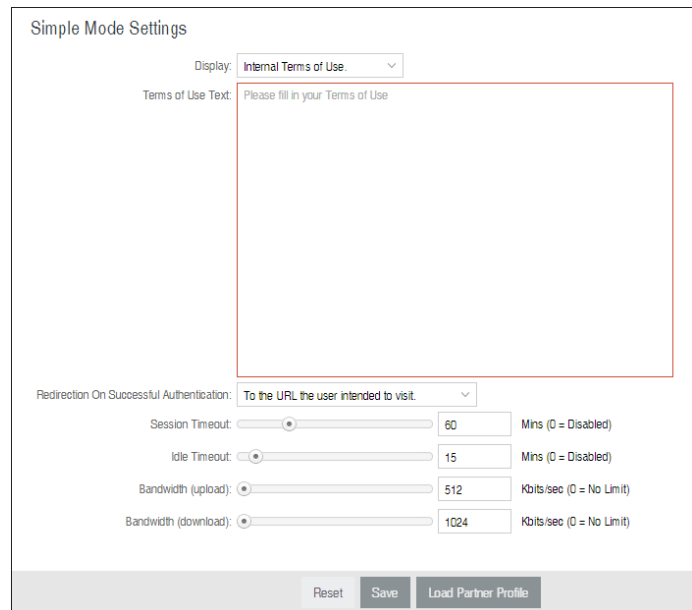 Simple Mode Settings
Display: Internal Terms of Use.
Terms of Use Text: Please fill in your Terms of Use
Redirection On Successful Authentication: To the URL the user intended to visit.
Session Timeout: 60 Mins (0 = Disabled)
Idle Timeout: 15 Mins (0 = Disabled)
Bandwidth (upload): 512 Kbits/sec (0 = No Limit)
Bandwidth (download): 1024 Kbits/sec (0 = No Limit)
Reset Save Load Partner Profile